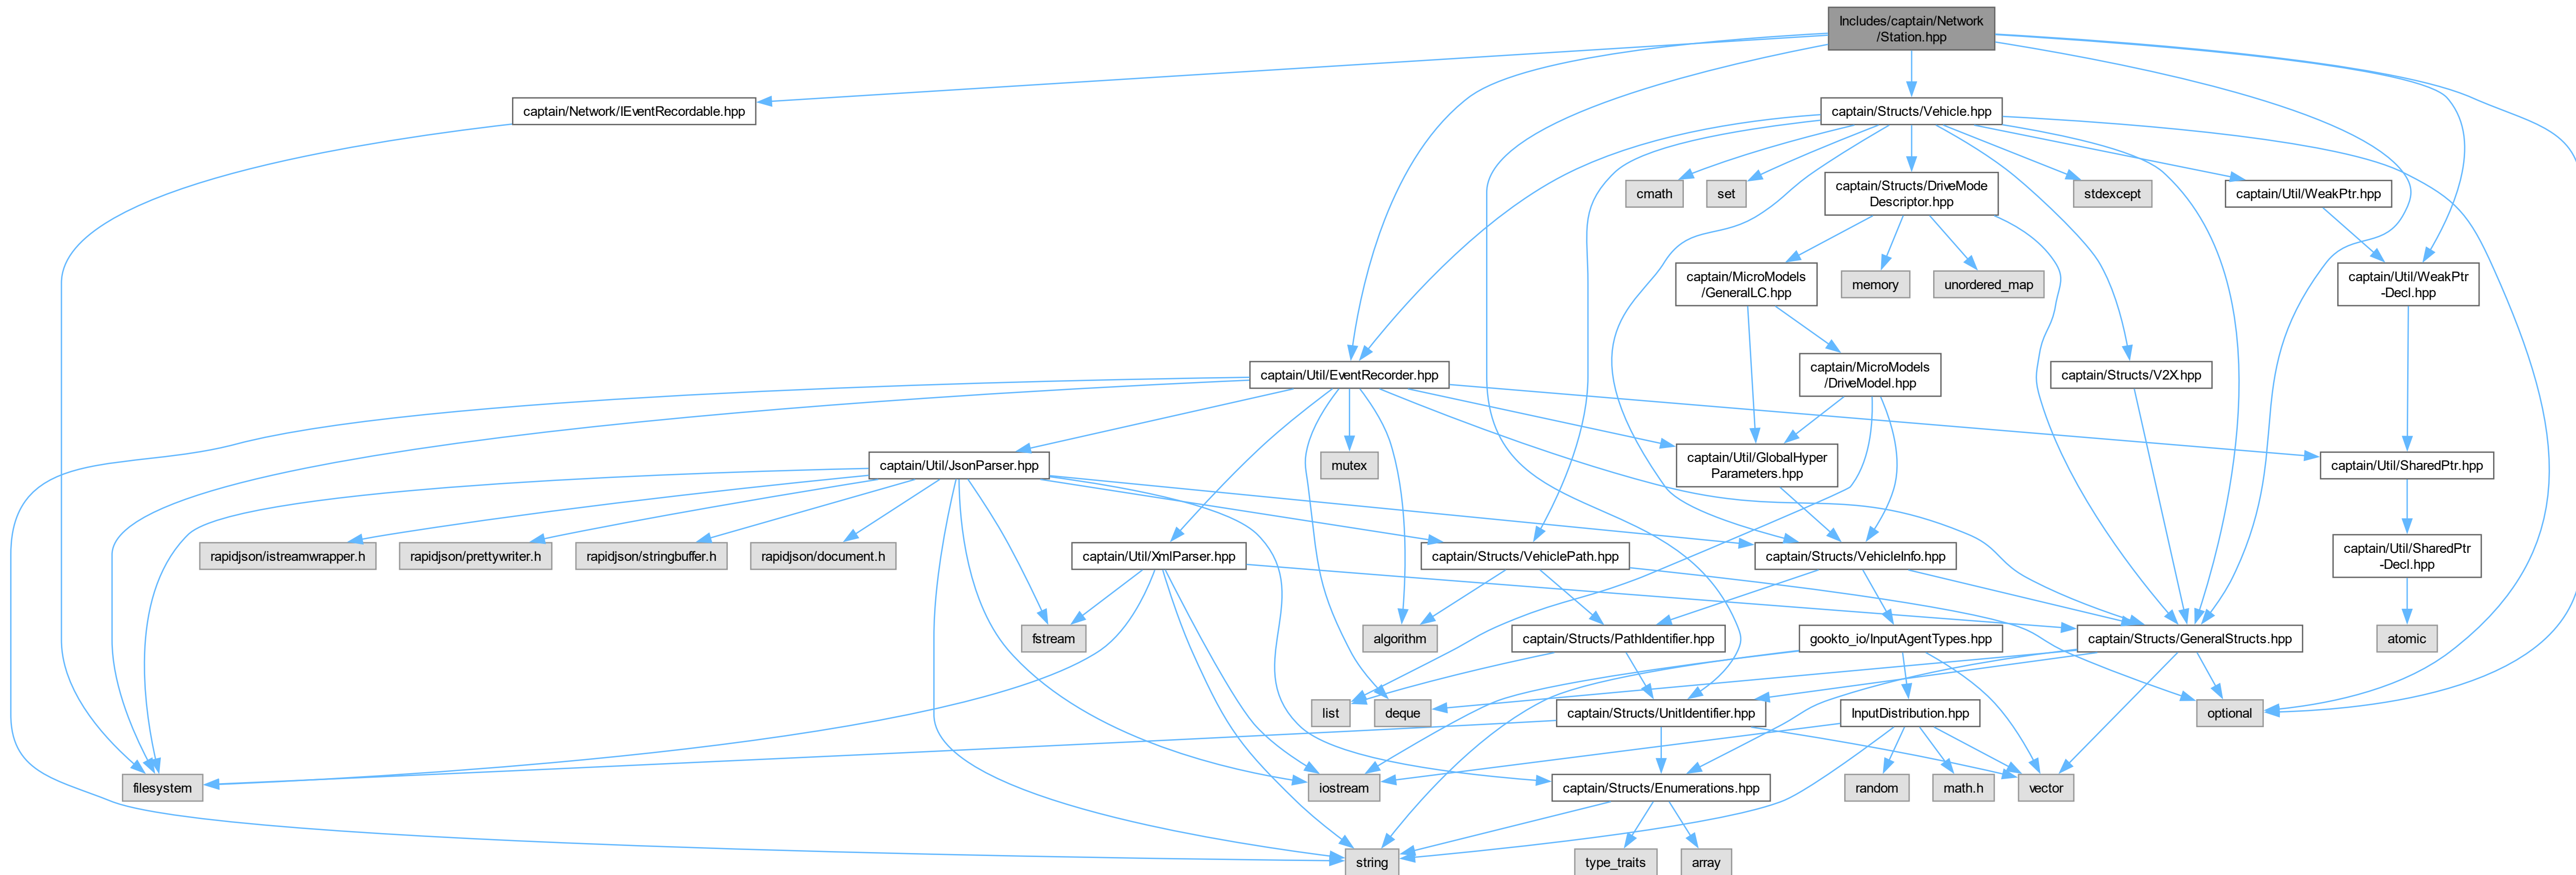 Includes/captain/Network
/Station.hpp
captain/Network/IEventRecordable.hpp
captain/Structs/Vehicle.hpp
cmath
set
captain/Structs/DriveMode
Descriptor.hpp
stdexcept
captain/Util/WeakPtr.hpp
captain/MicroModels
/GeneralLC.hpp
memory
unordered_map
captain/Util/WeakPtr
-Decl.hpp
captain/Util/EventRecorder.hpp
captain/MicroModels
/DriveModel.hpp
captain/Structs/V2X.hpp
captain/Util/JsonParser.hpp
mutex
captain/Util/GlobalHyper
Parameters.hpp
captain/Util/SharedPtr.hpp
rapidjson/istreamwrapper.h
rapidjson/prettywriter.h
rapidjson/stringbuffer.h
rapidjson/document.h
captain/Util/XmlParser.hpp
captain/Structs/VehiclePath.hpp
captain/Structs/VehicleInfo.hpp
captain/Util/SharedPtr
-Decl.hpp
fstream
algorithm
captain/Structs/PathIdentifier.hpp
gookto_io/InputAgentTypes.hpp
captain/Structs/GeneralStructs.hpp
atomic
list
deque
captain/Structs/UnitIdentifier.hpp
InputDistribution.hpp
optional
filesystem
iostream
captain/Structs/Enumerations.hpp
random
math.h
vector
string
type_traits
array